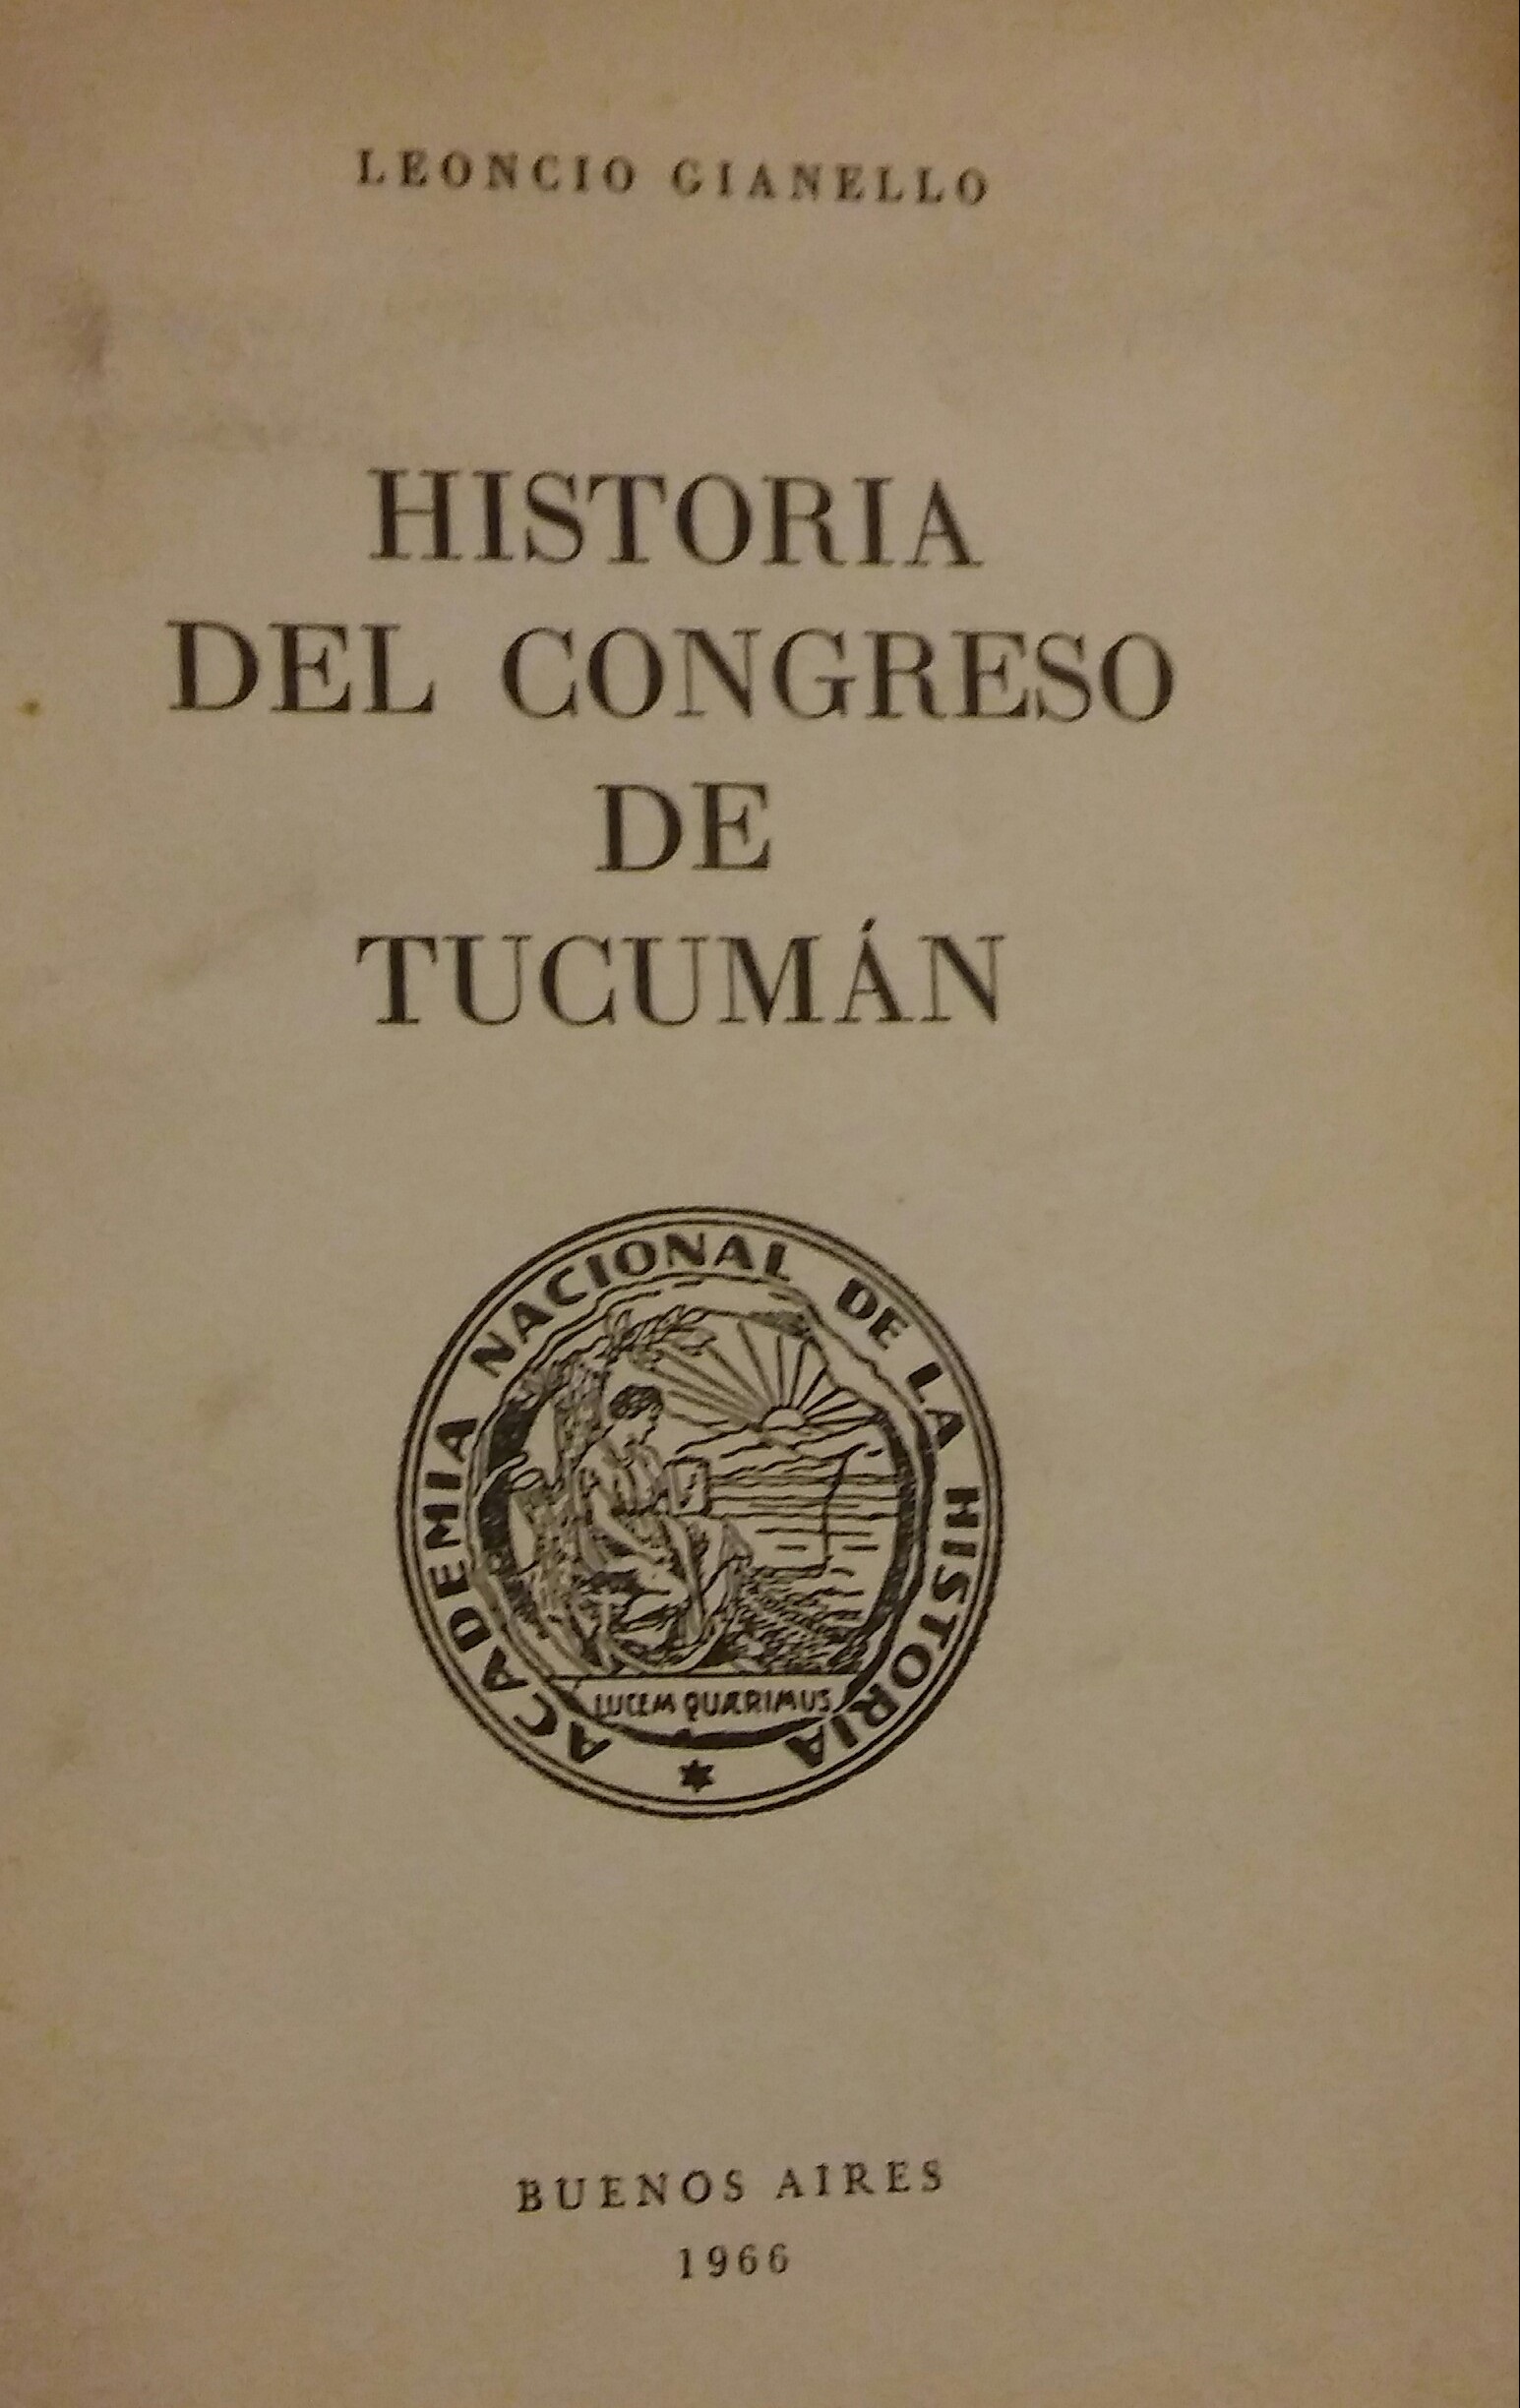 LEONCIO GIANELLO
HISTORIA
DEL CONGRESO
DE
TUCUMÁN
ACADEMIA NACIONAL DE LA HISTORIA
LUCEM QUÆRIMUS
BUENOS AIRES
1966